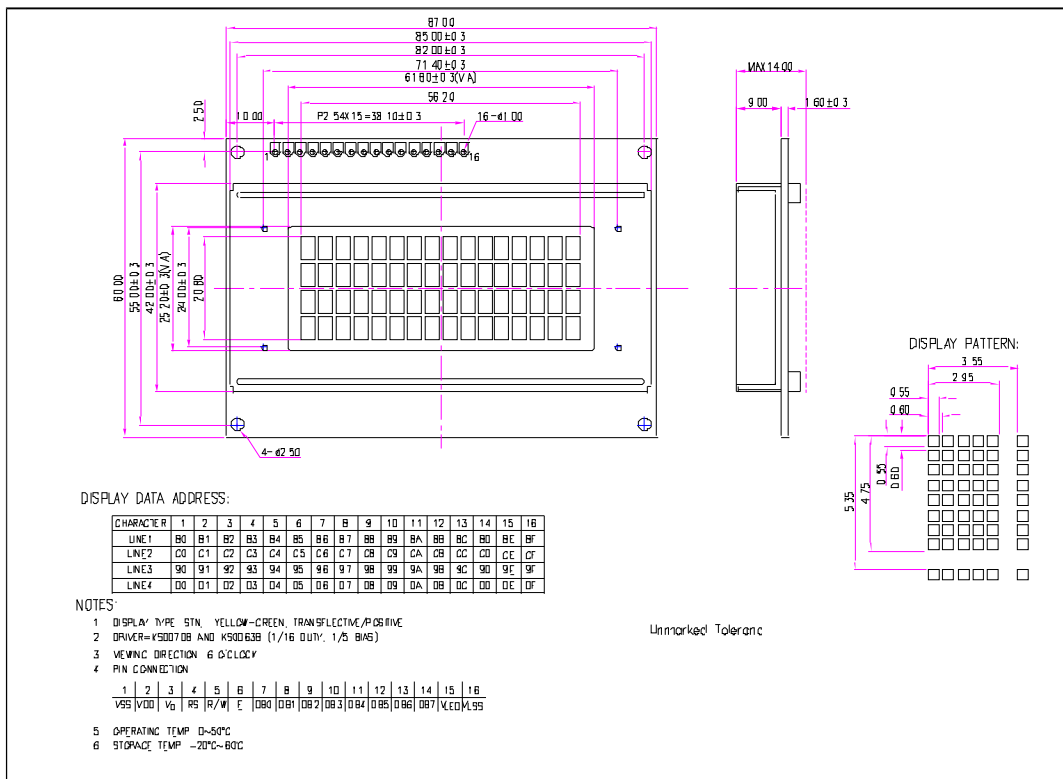 87.00
85.00±0.3
82.00±0.3
71.40±0.3
61.80±0.3(V.A)
56.20
10.00
P2.54X15=38.10±0.3
16-ø1.00
2.50
1
16
60.00
55.00±0.3
42.00±0.3
25.20±0.3(V.A)
24.00±0.3
20.80
4-ø2.50
MAX14.00
9.00
1.60±0.3
DISPLAY PATTERN:
3.55
2.95
0.55
0.60
0.55
0.60
5.35
4.75
DISPLAY DATA ADDRESS:
CHARACTER 1 2 3 4 5 6 7 8 9 10 11 12 13 14 15 16
LINE1 80 81 82 83 84 85 86 87 88 89 8A 8B 8C 8D 8E 8F
LINE2 C0 C1 C2 C3 C4 C5 C6 C7 C8 C9 CA CB CC CD CE CF
LINE3 90 91 92 93 94 95 96 97 98 99 9A 9B 9C 9D 9E 9F
LINE4 D0 D1 D2 D3 D4 D5 D6 D7 D8 D9 DA DB DC DD DE DF
NOTES:
1 DISPLAY TYPE STN, YELLOW-GREEN, TRANSFLECTIVE/POSITIVE
2 DRIVER=KS0070B AND KS0063B (1/16 DUTY, 1/5 BIAS)
3 VIEWING DIRECTION 6 O'CLOCK
4 PIN CONNECTION
1 2 3 4 5 6 7 8 9 10 11 12 13 14 15 16
VSS VDD V0 RS R/W E DB0 DB1 DB2 DB3 DB4 DB5 DB6 DB7 VLED VLSS
5 OPERATING TEMP 0~50°C
6 STORAGE TEMP -20°C~60°C
Unmarked Toleranc